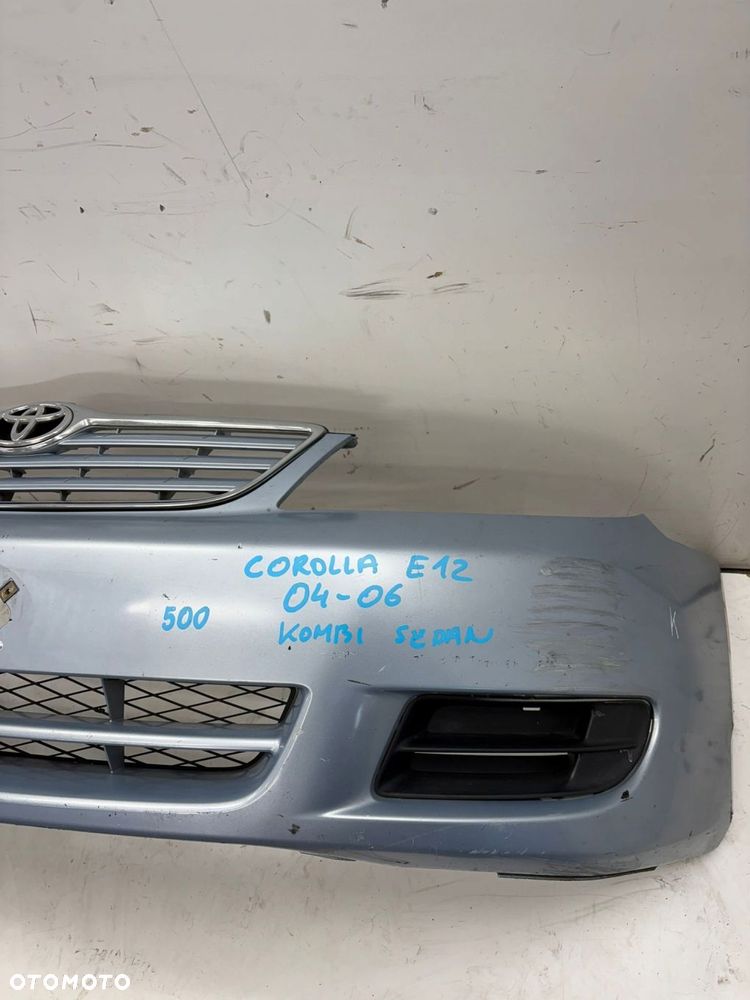 COROLLA E12
04-06
500
KOMBI SEDAN
K
OTOMOTO